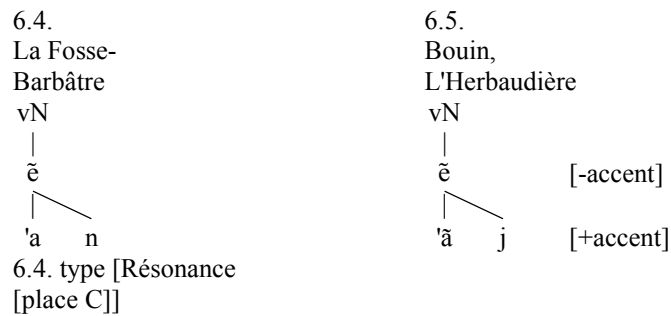 6.4.
La Fosse-
Barbâtre
vN
ẽ
'a n
6.4. type [Résonance
[place C]]
6.5.
Bouin,
L'Herbaudière
vN
ẽ [-accent]
'ã j [+accent]